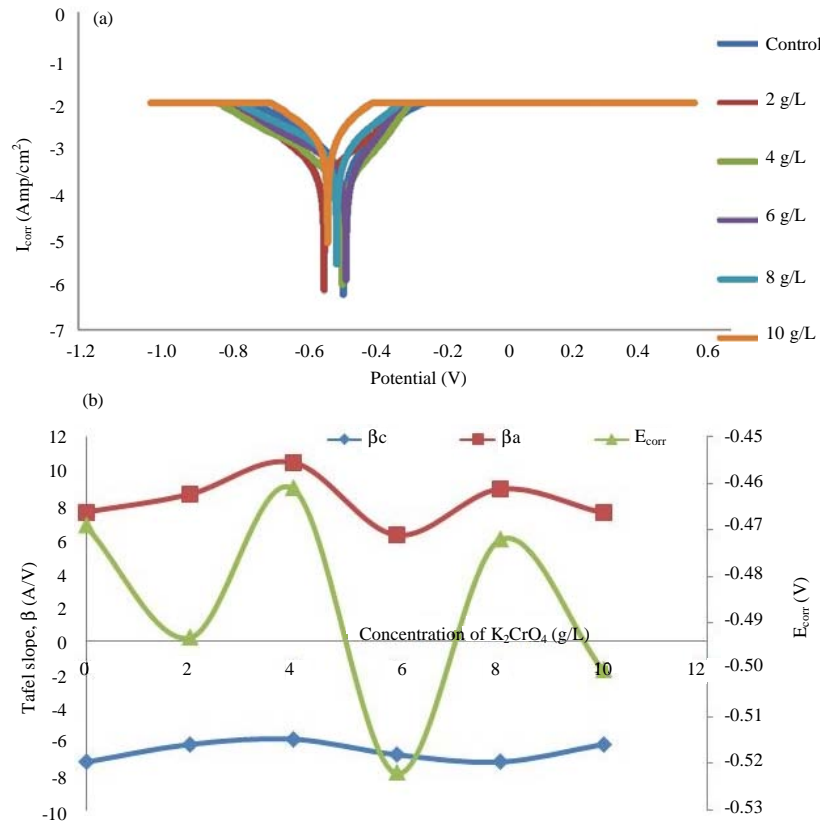 (a)
0
-1
-2
-3
-4
-5
-6
-7
I_corr (Amp/cm²)
-1.2 -1.0 -0.8 -0.6 -0.4 -0.2 0 0.2 0.4 0.6
Potential (V)
Control
2 g/L
4 g/L
6 g/L
8 g/L
10 g/L
(b)
βc βa E_corr
12
10
8
6
4
2
0
-2
-4
-6
-8
-10
Tafel slope, β (A/V)
Concentration of K₂CrO₄ (g/L)
0 2 4 6 8 10 12
-0.45
-0.46
-0.47
-0.48
-0.49
-0.50
-0.51
-0.52
-0.53
E_corr (V)